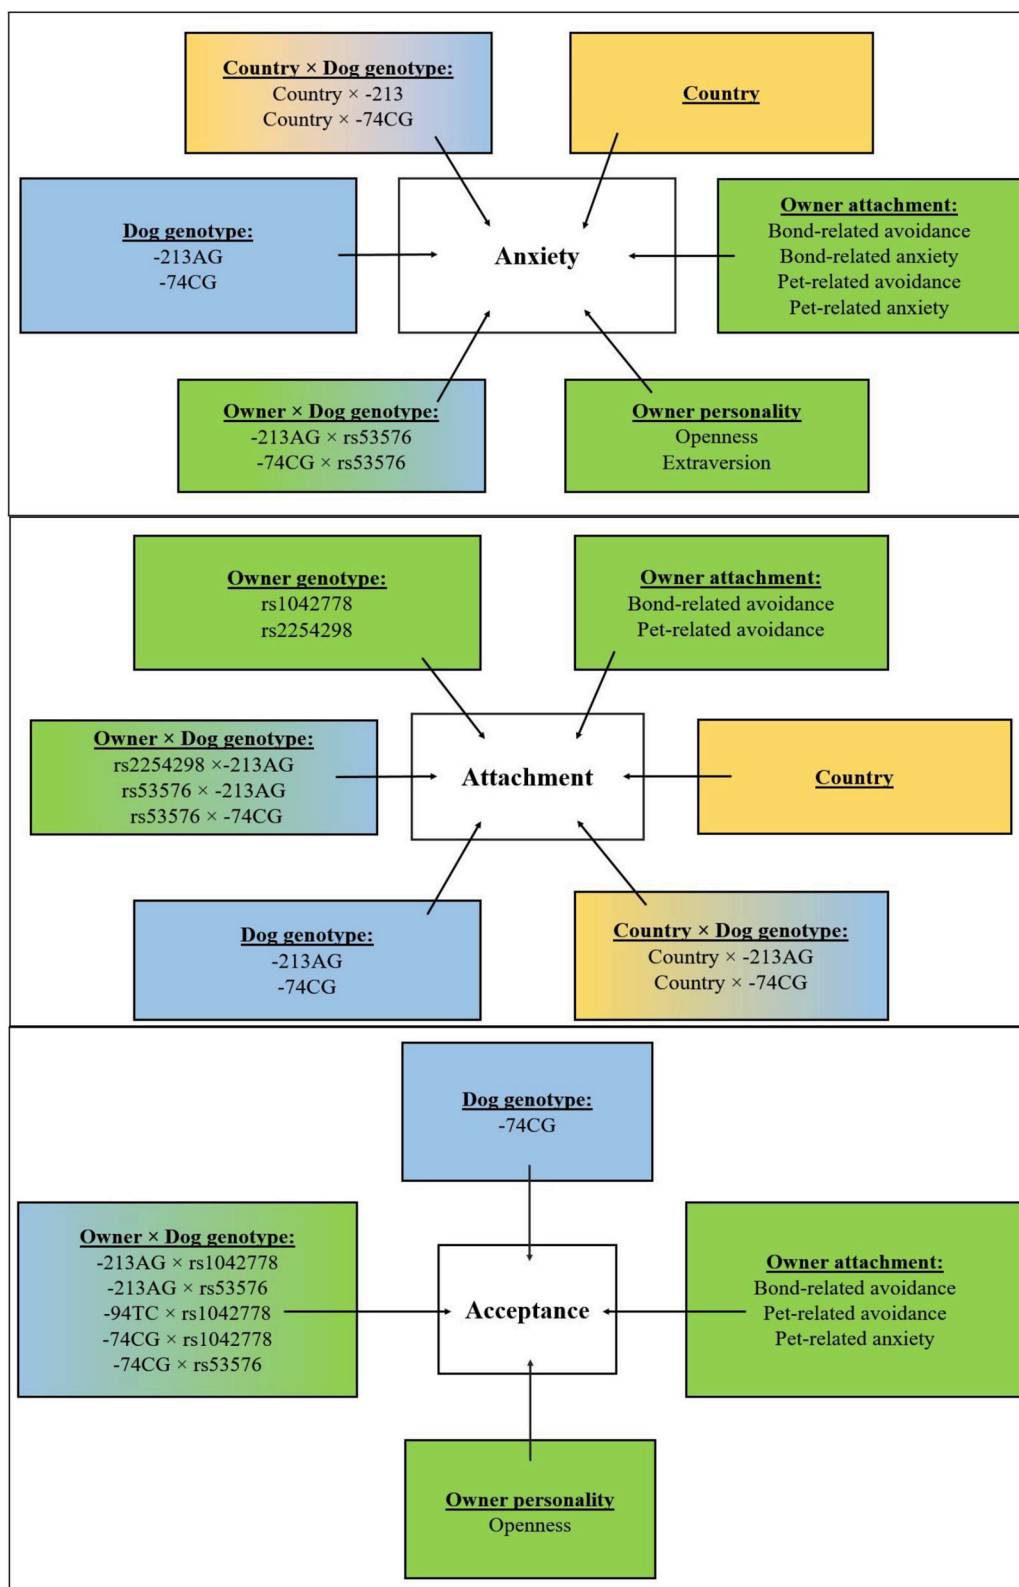 Country × Dog genotype:
Country × -213
Country × -74CG
Country
Dog genotype:
-213AG
-74CG
Anxiety
Owner attachment:
Bond-related avoidance
Bond-related anxiety
Pet-related avoidance
Pet-related anxiety
Owner × Dog genotype:
-213AG × rs53576
-74CG × rs53576
Owner personality
Openness
Extraversion
Owner genotype:
rs1042778
rs2254298
Owner attachment:
Bond-related avoidance
Pet-related avoidance
Owner × Dog genotype:
rs2254298 ×-213AG
rs53576 × -213AG
rs53576 × -74CG
Attachment
Country
Dog genotype:
-213AG
-74CG
Country × Dog genotype:
Country × -213AG
Country × -74CG
Dog genotype:
-74CG
Owner × Dog genotype:
-213AG × rs1042778
-213AG × rs53576
-94TC × rs1042778
-74CG × rs1042778
-74CG × rs53576
Acceptance
Owner attachment:
Bond-related avoidance
Pet-related avoidance
Pet-related anxiety
Owner personality
Openness